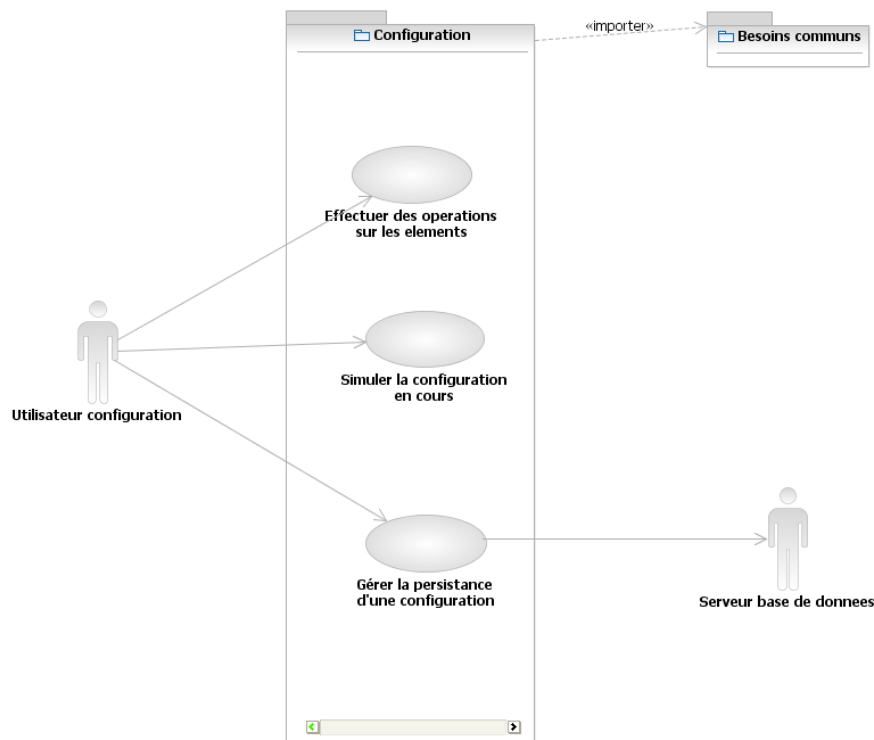 Configuration
«importer»
Besoins communs
Effectuer des operations
sur les elements
Simuler la configuration
en cours
Utilisateur configuration
Gérer la persistance
d'une configuration
Serveur base de donnees